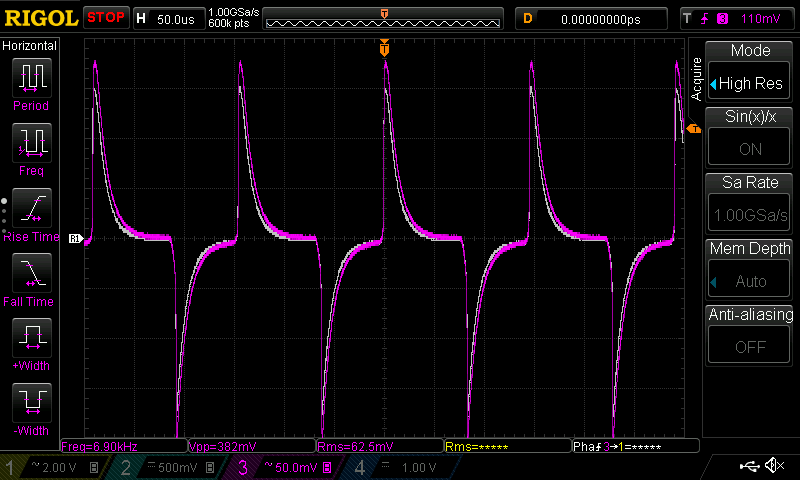 RIGOL STOP H 50.0us 1.00GSa/s 600k pts T D 0.00000000ps T 3 110mV
Horizontal
Period
Freq
Rise Time
Fall Time
+Width
-Width
T
R1
T
Acquire
Mode
High Res
Sin(x)/x
ON
Sa Rate
1.00GSa/s
Mem Depth
Auto
Anti-aliasing
OFF
Freq=6.90kHz Vpp=382mV Rms=62.5mV Rms=***** Pha 3→1=*****
1 ~ 2.00 V B 2 500mV B 3 ~ 50.0mV B 4 1.00 V